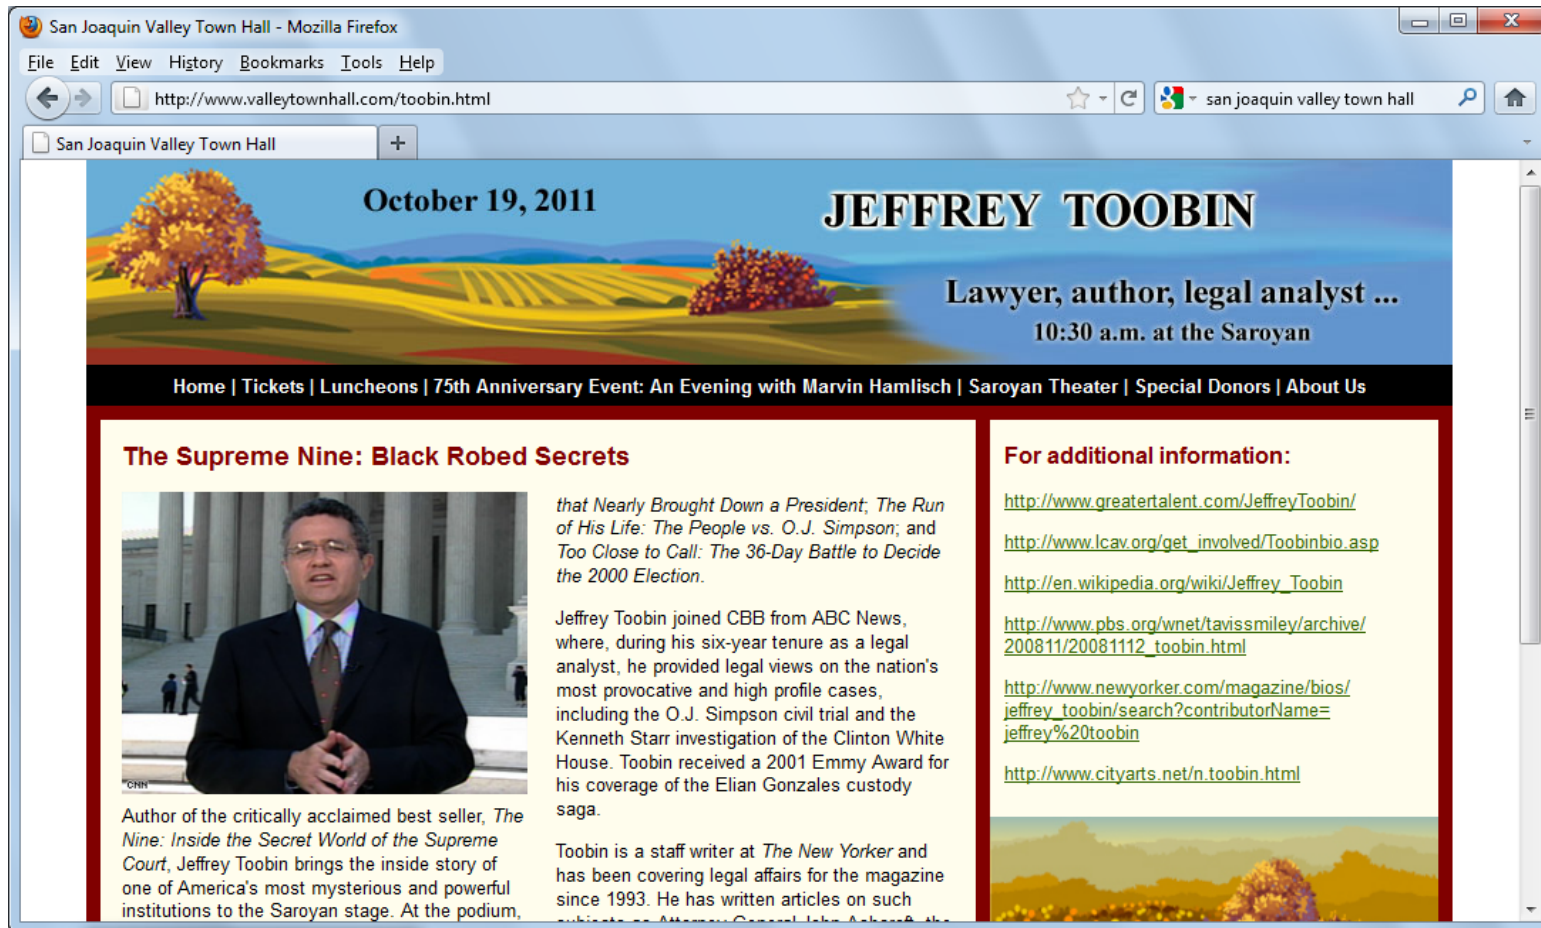 San Joaquin Valley Town Hall - Mozilla Firefox
File Edit View History Bookmarks Tools Help
http://www.valleytownhall.com/toobin.html
san joaquin valley town hall
San Joaquin Valley Town Hall
October 19, 2011
JEFFREY TOOBIN
Lawyer, author, legal analyst ...
10:30 a.m. at the Saroyan
Home | Tickets | Luncheons | 75th Anniversary Event: An Evening with Marvin Hamlisch | Saroyan Theater | Special Donors | About Us
The Supreme Nine: Black Robed Secrets
CNN
Author of the critically acclaimed best seller, The
Nine: Inside the Secret World of the Supreme
Court, Jeffrey Toobin brings the inside story of
one of America's most mysterious and powerful
institutions to the Saroyan stage. At the podium,
that Nearly Brought Down a President; The Run
of His Life: The People vs. O.J. Simpson; and
Too Close to Call: The 36-Day Battle to Decide
the 2000 Election.
Jeffrey Toobin joined CBB from ABC News,
where, during his six-year tenure as a legal
analyst, he provided legal views on the nation's
most provocative and high profile cases,
including the O.J. Simpson civil trial and the
Kenneth Starr investigation of the Clinton White
House. Toobin received a 2001 Emmy Award for
his coverage of the Elian Gonzales custody
saga.
Toobin is a staff writer at The New Yorker and
has been covering legal affairs for the magazine
since 1993. He has written articles on such
subjects as Attorney General John Ashcroft, the
For additional information:
http://www.greatertalent.com/JeffreyToobin/
http://www.lcav.org/get_involved/Toobinbio.asp
http://en.wikipedia.org/wiki/Jeffrey_Toobin
http://www.pbs.org/wnet/tavissmiley/archive/
200811/20081112_toobin.html
http://www.newyorker.com/magazine/bios/
jeffrey_toobin/search?contributorName=
jeffrey%20toobin
http://www.cityarts.net/n.toobin.html